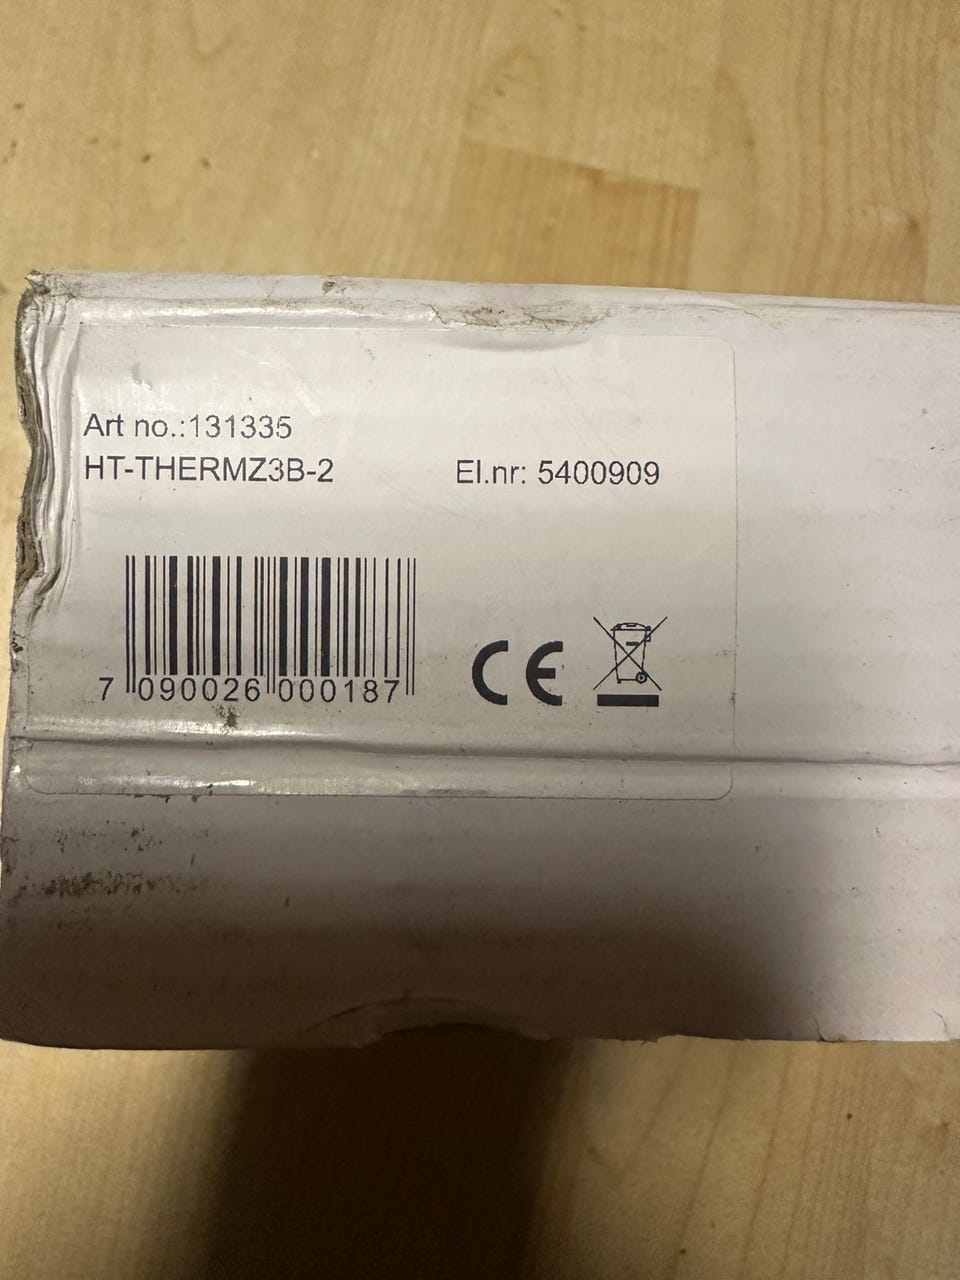 Art no.:131335
HT-THERMZ3B-2 El.nr: 5400909
7 090026 000187
CE